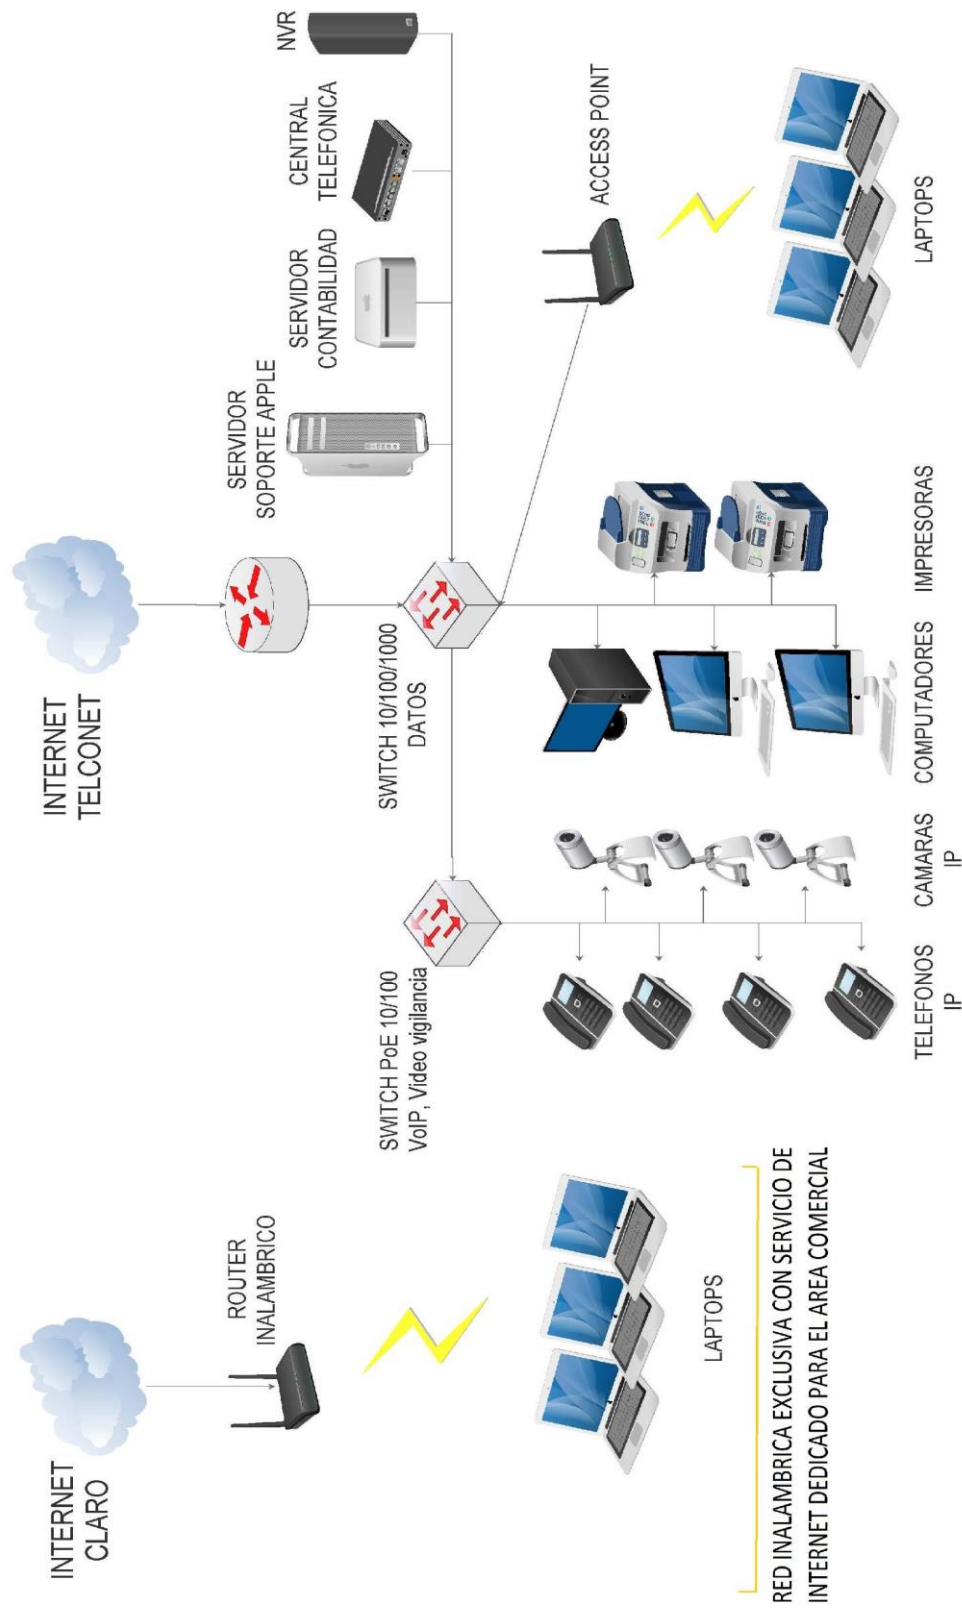 INTERNET
CLARO
ROUTER
INALAMBRICO
LAPTOPS
RED INALAMBRICA EXCLUSIVA CON SERVICIO DE
INTERNET DEDICADO PARA EL AREA COMERCIAL
INTERNET
TELCONET
SWITCH PoE 10/100
VoIP, Video vigilancia
SWITCH 10/100/1000
DATOS
SERVIDOR
SOPORTE APPLE
SERVIDOR
CONTABILIDAD
CENTRAL
TELEFONICA
NVR
ACCESS POINT
TELEFONOS
IP
CAMARAS
IP
COMPUTADORES
IMPRESORAS
LAPTOPS